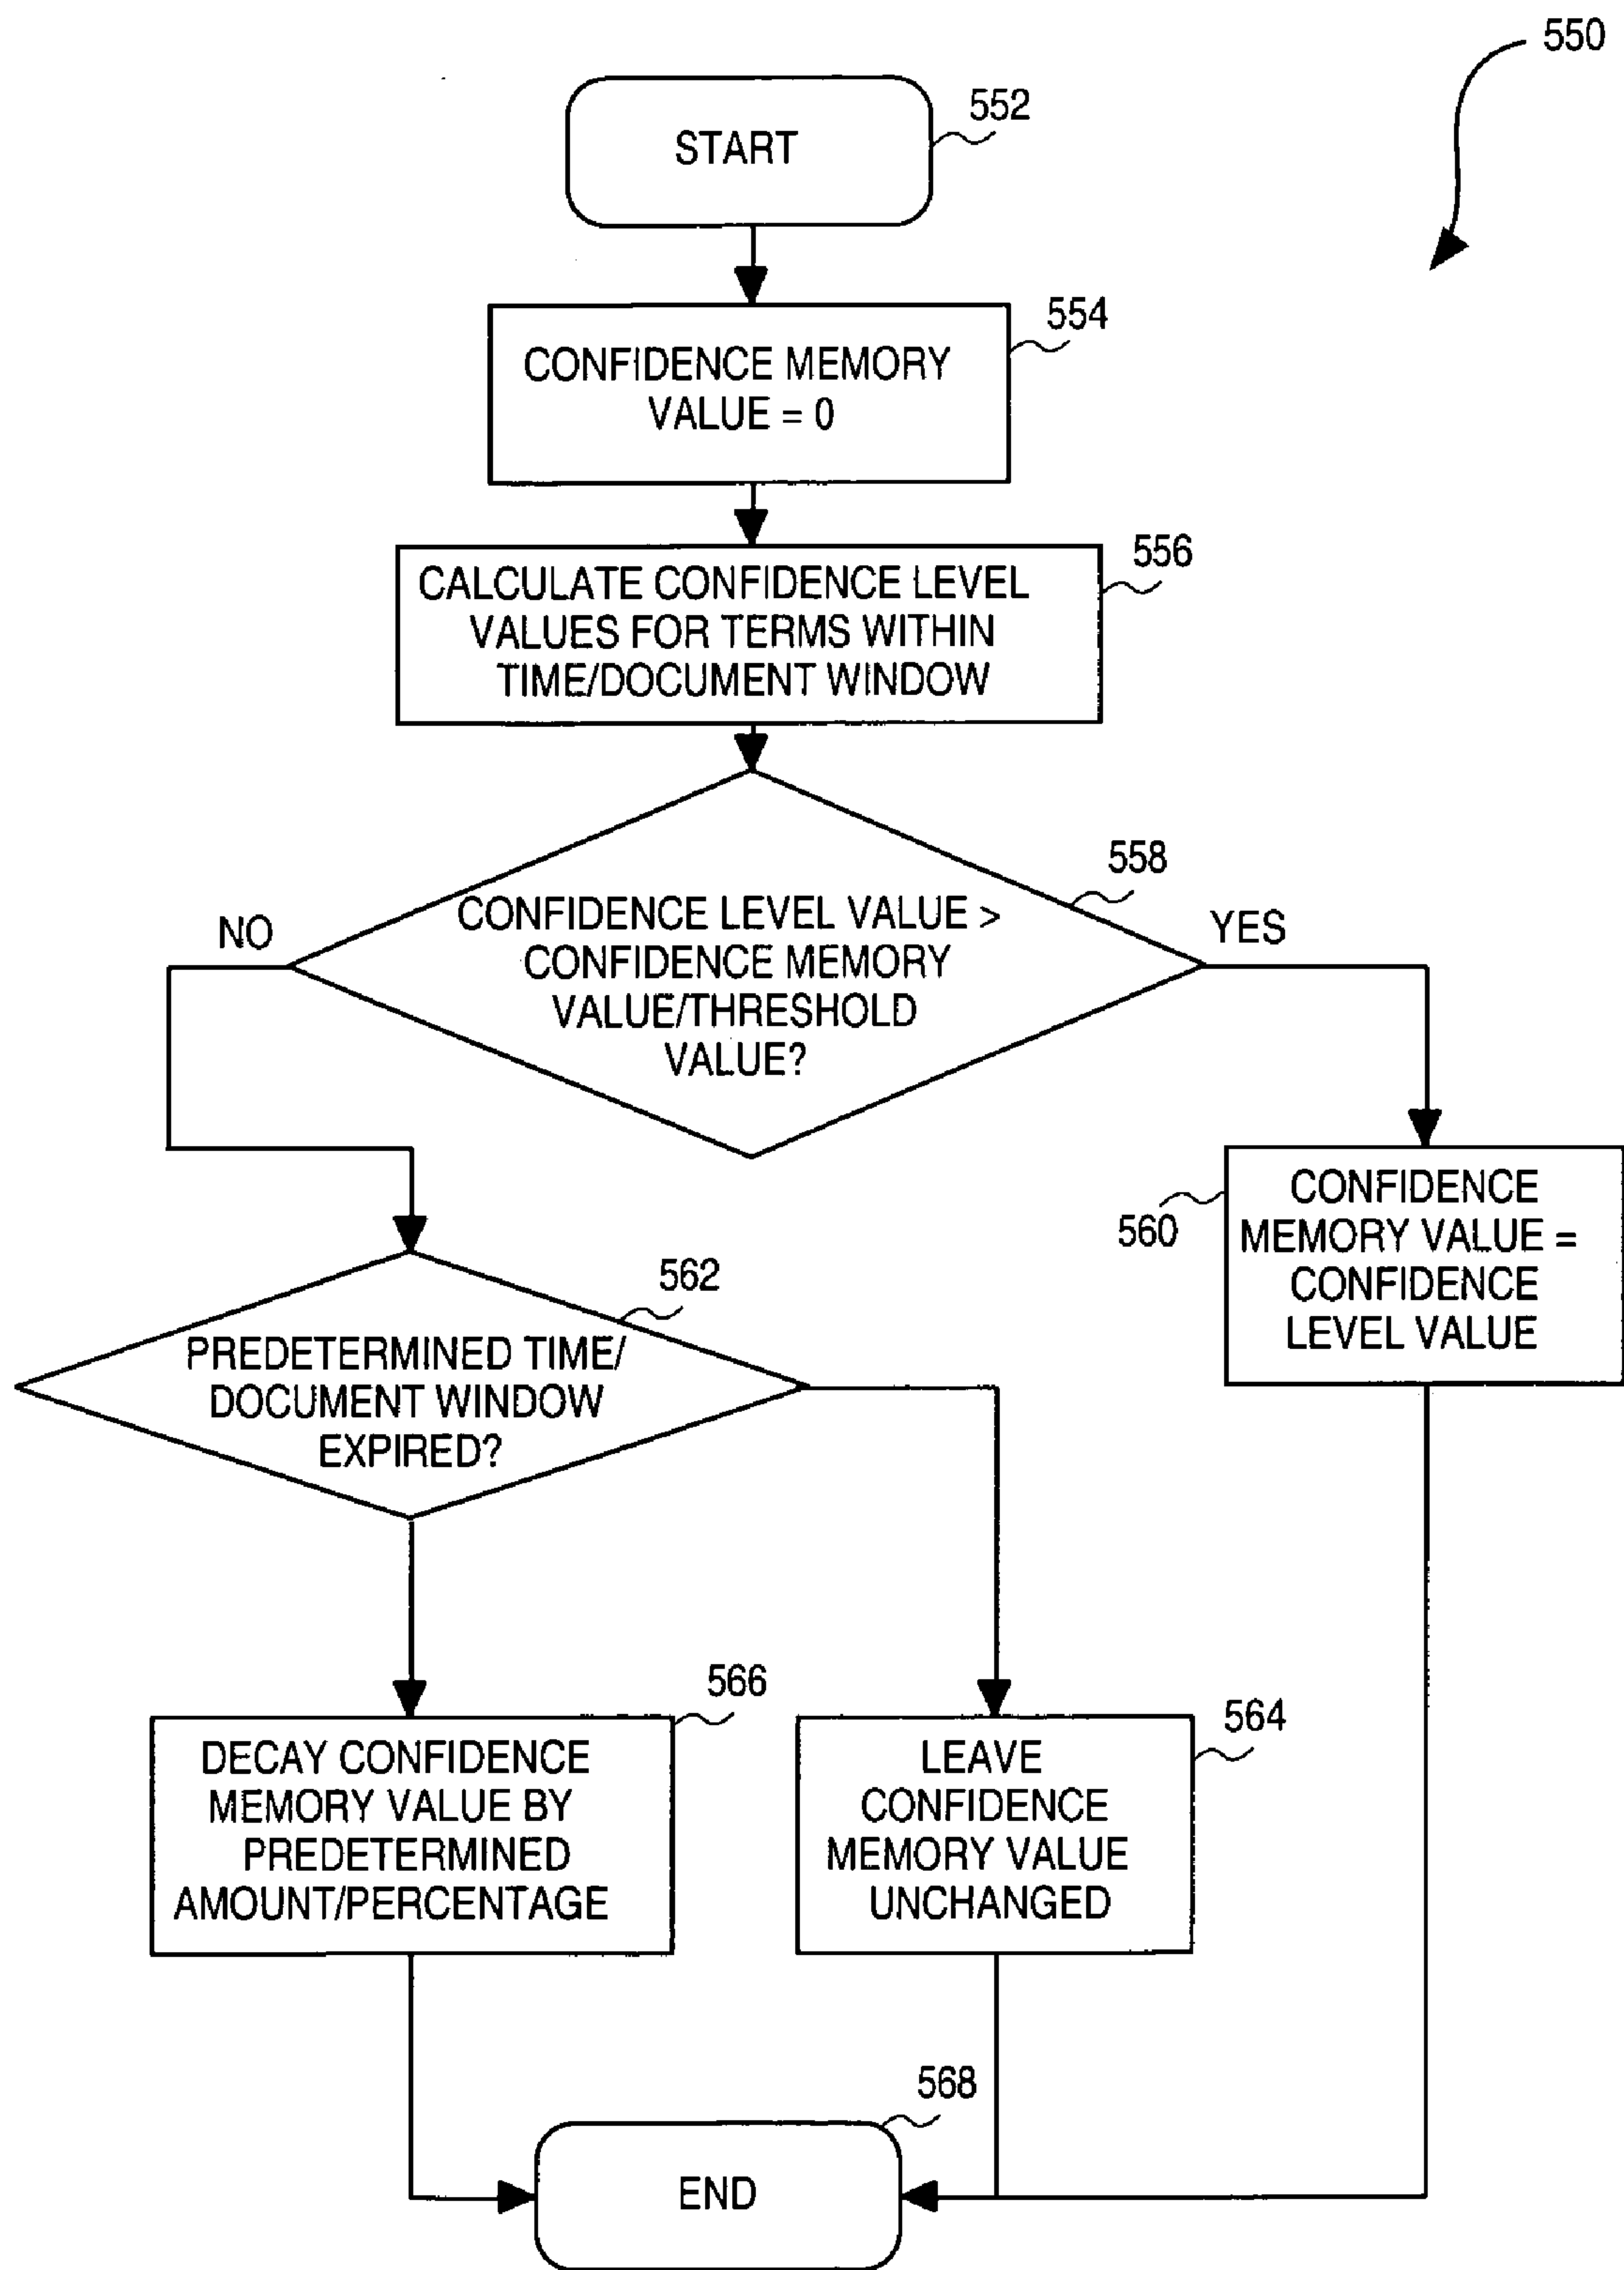 550
START
552
CONFIDENCE MEMORY
VALUE = 0
554
CALCULATE CONFIDENCE LEVEL
VALUES FOR TERMS WITHIN
TIME/DOCUMENT WINDOW
556
CONFIDENCE LEVEL VALUE >
CONFIDENCE MEMORY
VALUE/THRESHOLD
VALUE?
558
NO
YES
CONFIDENCE
MEMORY VALUE =
CONFIDENCE
LEVEL VALUE
560
PREDETERMINED TIME/
DOCUMENT WINDOW
EXPIRED?
562
DECAY CONFIDENCE
MEMORY VALUE BY
PREDETERMINED
AMOUNT/PERCENTAGE
566
LEAVE
CONFIDENCE
MEMORY VALUE
UNCHANGED
564
END
568